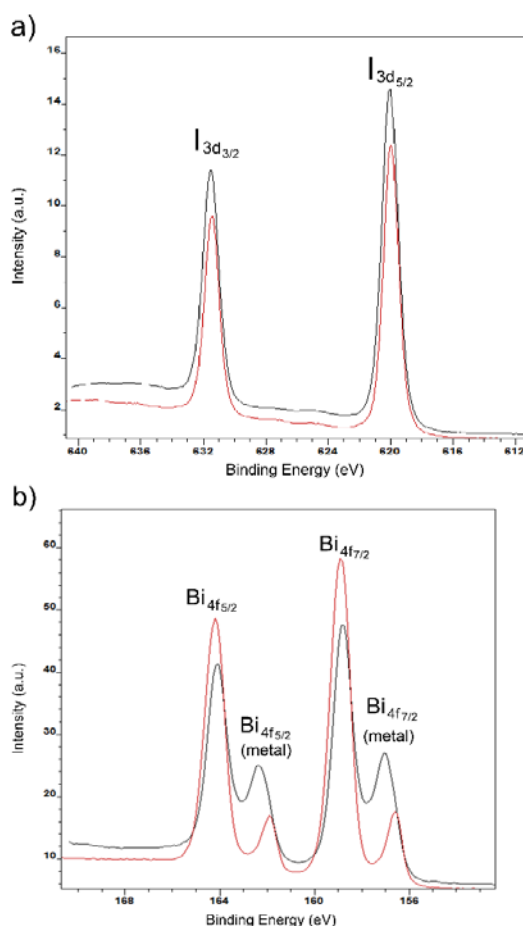 a)
I3d3/2
I3d5/2
16
14
12
10
8
6
4
2
Intensity (a.u.)
640 636 632 628 624 620 616 612
Binding Energy (eV)
b)
Bi4f7/2
Bi4f5/2
Bi4f5/2
(metal)
Bi4f7/2
(metal)
60
50
40
30
20
10
Intensity (a.u.)
168 164 160 156
Binding Energy (eV)